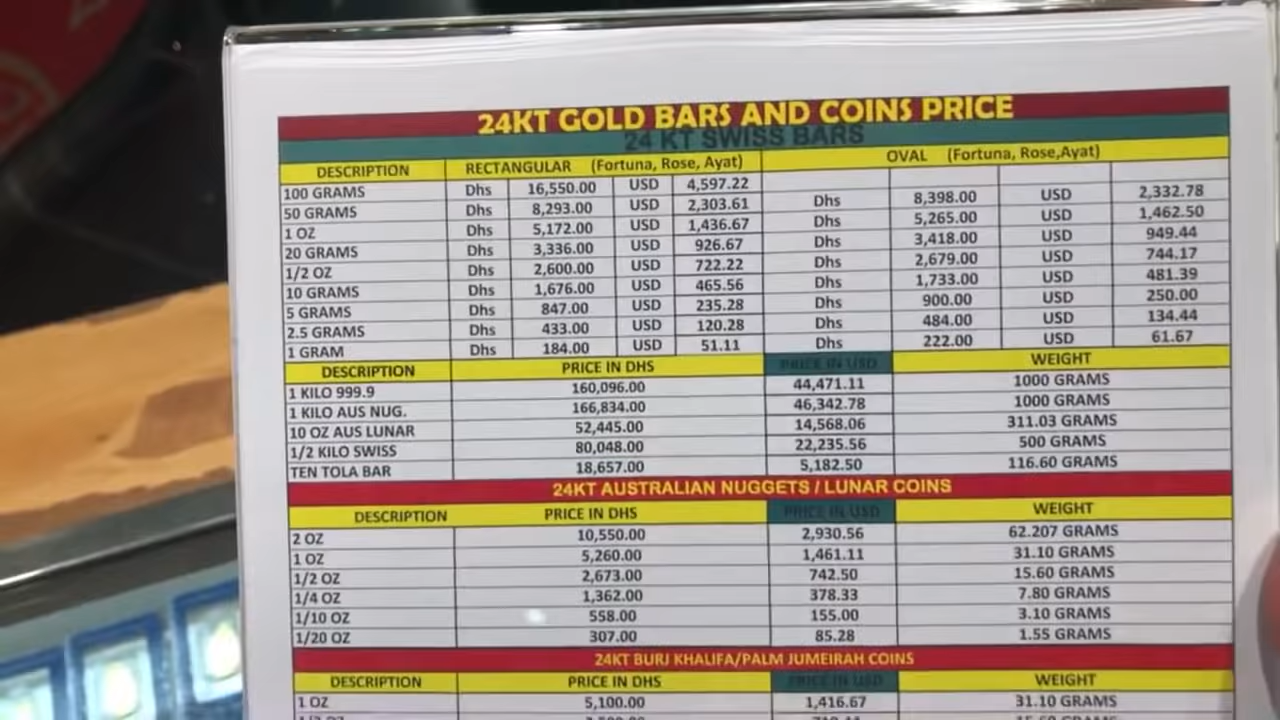 24KT GOLD BARS AND COINS PRICE
24 KT SWISS BARS
DESCRIPTION RECTANGULAR (Fortuna, Rose, Ayat) OVAL (Fortuna, Rose,Ayat)
100 GRAMS Dhs 16,550.00 USD 4,597.22
50 GRAMS Dhs 8,293.00 USD 2,303.61 Dhs 8,398.00 USD 2,332.78
1 OZ Dhs 5,172.00 USD 1,436.67 Dhs 5,265.00 USD 1,462.50
20 GRAMS Dhs 3,336.00 USD 926.67 Dhs 3,418.00 USD 949.44
1/2 OZ Dhs 2,600.00 USD 722.22 Dhs 2,679.00 USD 744.17
10 GRAMS Dhs 1,676.00 USD 465.56 Dhs 1,733.00 USD 481.39
5 GRAMS Dhs 847.00 USD 235.28 Dhs 900.00 USD 250.00
2.5 GRAMS Dhs 433.00 USD 120.28 Dhs 484.00 USD 134.44
1 GRAM Dhs 184.00 USD 51.11 Dhs 222.00 USD 61.67
DESCRIPTION PRICE IN DHS PRICE IN USD WEIGHT
1 KILO 999.9 160,096.00 44,471.11 1000 GRAMS
1 KILO AUS NUG. 166,834.00 46,342.78 1000 GRAMS
10 OZ AUS LUNAR 52,445.00 14,568.06 311.03 GRAMS
1/2 KILO SWISS 80,048.00 22,235.56 500 GRAMS
TEN TOLA BAR 18,657.00 5,182.50 116.60 GRAMS
24KT AUSTRALIAN NUGGETS / LUNAR COINS
DESCRIPTION PRICE IN DHS PRICE IN USD WEIGHT
2 OZ 10,550.00 2,930.56 62.207 GRAMS
1 OZ 5,260.00 1,461.11 31.10 GRAMS
1/2 OZ 2,673.00 742.50 15.60 GRAMS
1/4 OZ 1,362.00 378.33 7.80 GRAMS
1/10 OZ 558.00 155.00 3.10 GRAMS
1/20 OZ 307.00 85.28 1.55 GRAMS
24KT BURJ KHALIFA/PALM JUMEIRAH COINS
DESCRIPTION PRICE IN DHS PRICE IN USD WEIGHT
1 OZ 5,100.00 1,416.67 31.10 GRAMS